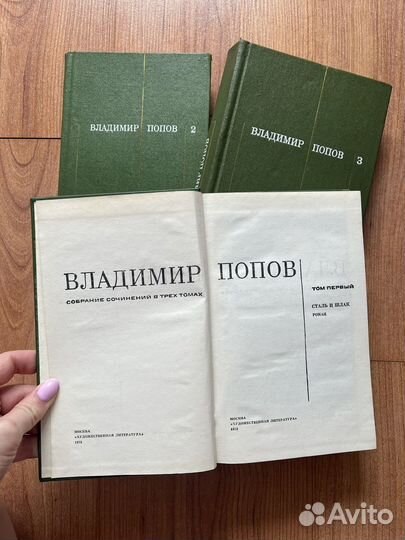 ВЛАДИМИР ПОПОВ 2
ВЛАДИМИР ПОПОВ 3
ВЛАДИМИР ПОПОВ
СОБРАНИЕ СОЧИНЕНИЙ В ТРЕХ ТОМАХ
ТОМ ПЕРВЫЙ
СТАЛЬ И ШЛАК
РОМАН
МОСКВА
«ХУДОЖЕСТВЕННАЯ ЛИТЕРАТУРА»
МОСКВА
«ХУДОЖЕСТВЕННАЯ ЛИТЕРАТУРА»
Avito